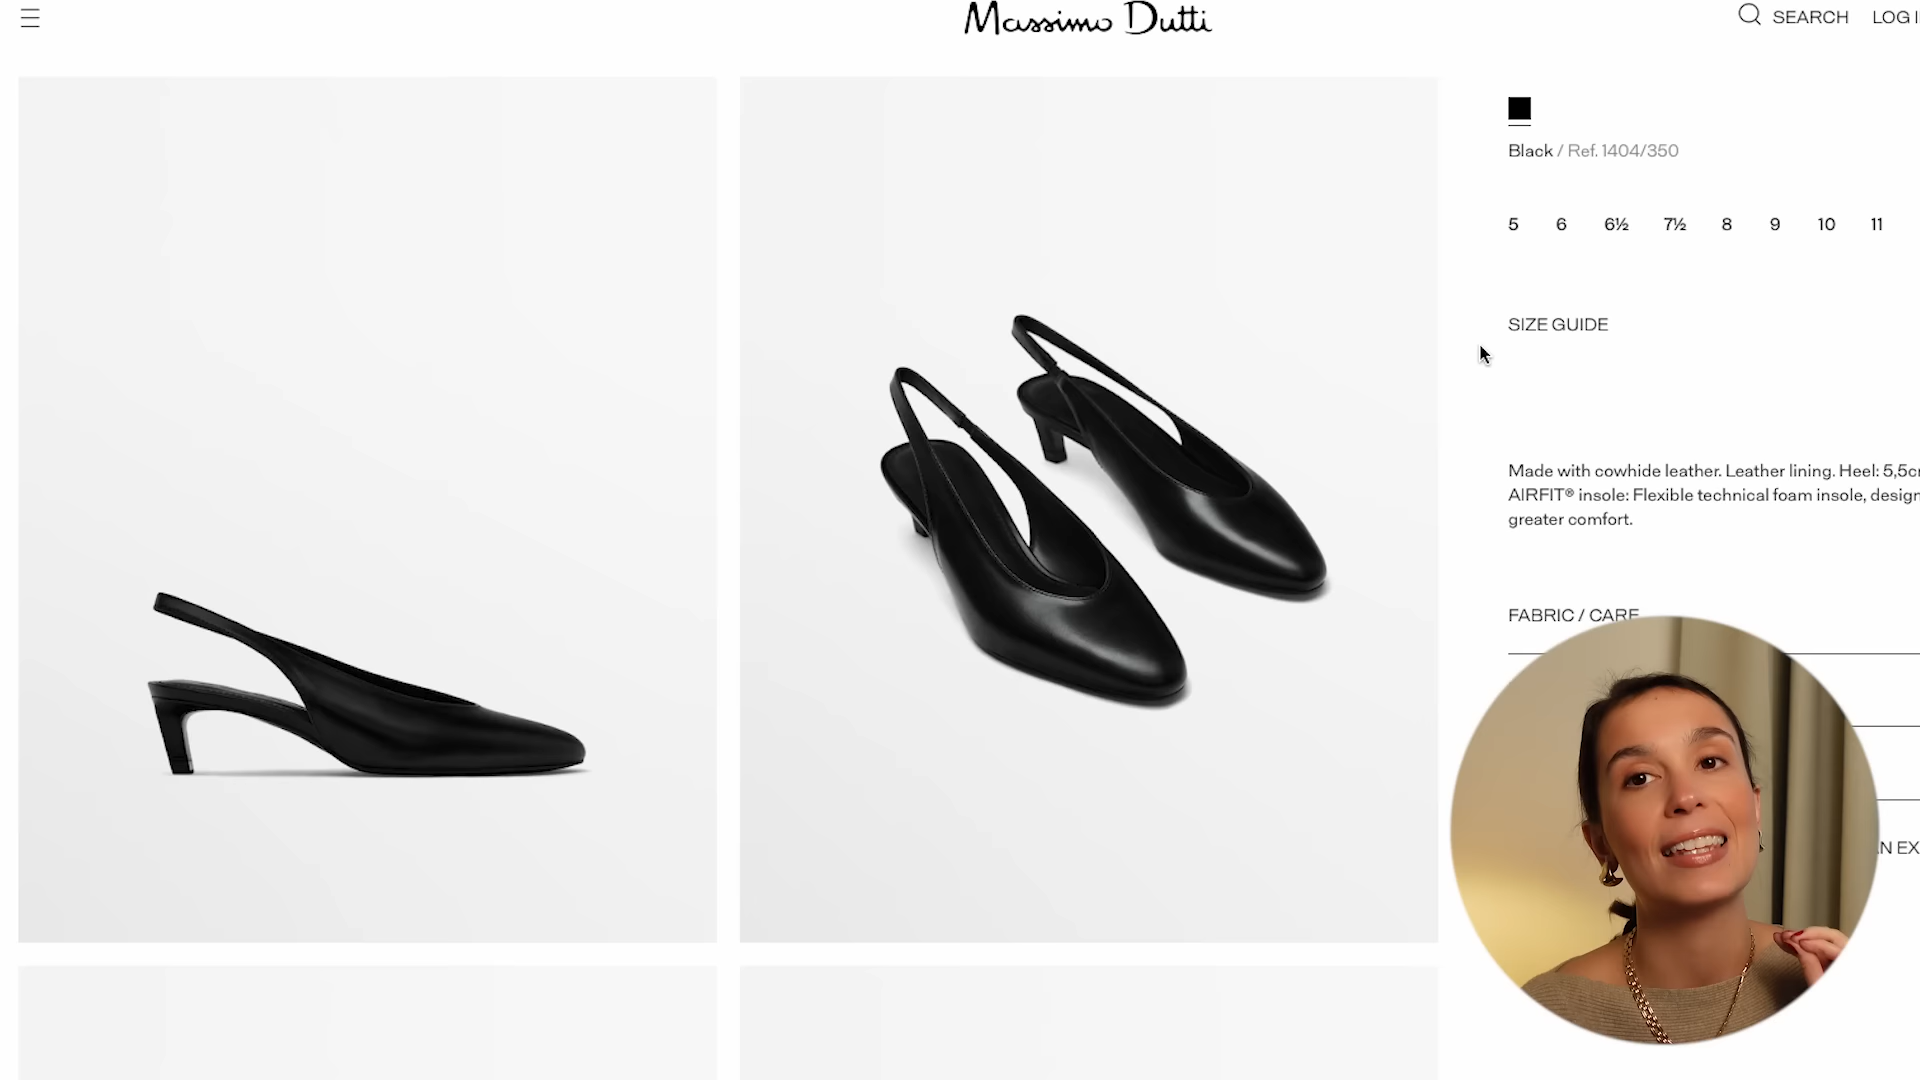 Massimo Dutti
SEARCH
LOG
Black / Ref. 1404/350
5 6 6½ 7½ 8 9 10 11
SIZE GUIDE
Made with cowhide leather. Leather lining. Heel: 5,5c
AIRFIT® insole: Flexible technical foam insole, design
greater comfort.
FABRIC / CARE